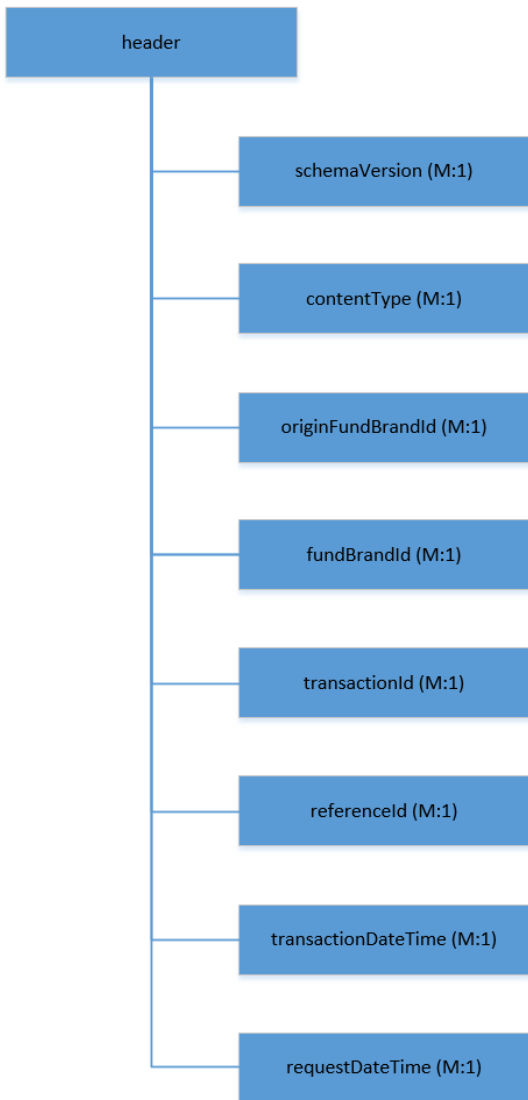 header
schemaVersion (M:1)
contentType (M:1)
originFundBrandId (M:1)
fundBrandId (M:1)
transactionId (M:1)
referenceId (M:1)
transactionDateTime (M:1)
requestDateTime (M:1)